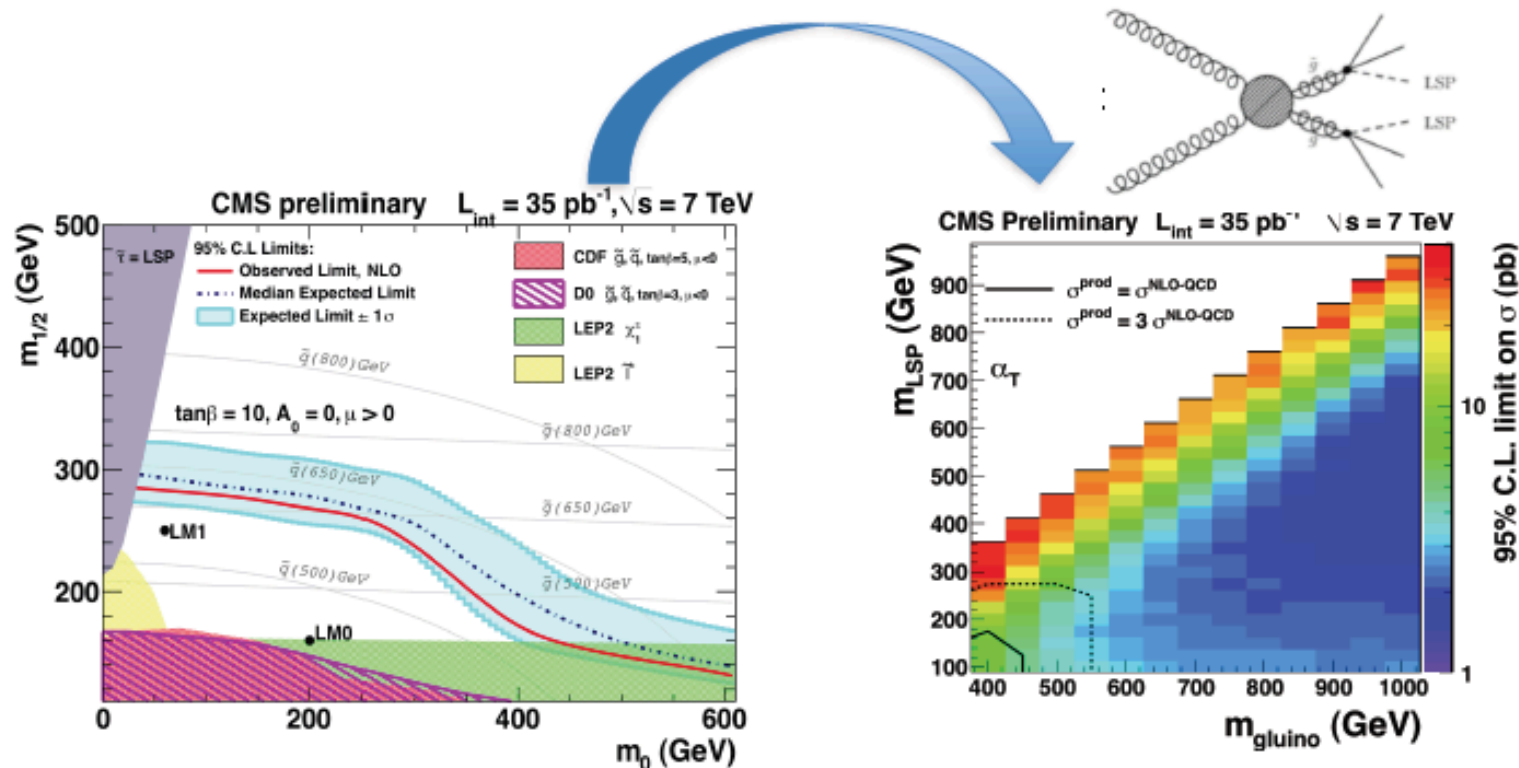 g̃
LSP
:
LSP
g̃
CMS preliminary L_int = 35 pb⁻¹, √s = 7 TeV
m_1/2 (GeV)
500
400
300
200
τ̃ = LSP
95% C.L Limits:
Observed Limit, NLO
Median Expected Limit
Expected Limit ± 1σ
CDF g̃, q̃, tanβ=5, μ<0
D0 g̃, q̃, tanβ=3, μ<0
LEP2 χ̃₁±
LEP2 l̃±
q̃(800)GeV
tanβ = 10, A₀ = 0, μ > 0
g̃(800)GeV
q̃(650)GeV
g̃(650)GeV
LM1
q̃(500)GeV
g̃(500)GeV
LM0
0 200 400 600
m₀ (GeV)
CMS Preliminary L_int = 35 pb⁻¹ √s = 7 TeV
m_LSP (GeV)
900
800
700
600
500
400
300
200
100
σ^prod = σ^NLO-QCD
σ^prod = 3 σ^NLO-QCD
α_T
400 500 600 700 800 900 1000
m_gluino (GeV)
10
1
95% C.L. limit on σ (pb)